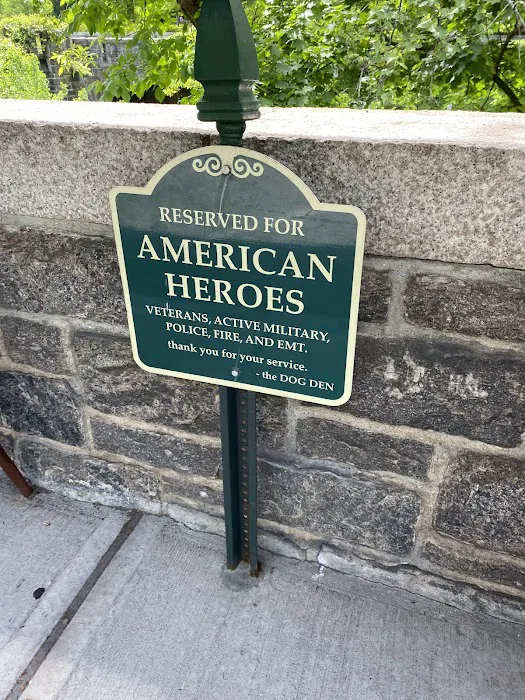 RESERVED FOR
AMERICAN
HEROES
VETERANS, ACTIVE MILITARY,
POLICE, FIRE, AND EMT.
thank you for your service.
- the DOG DEN